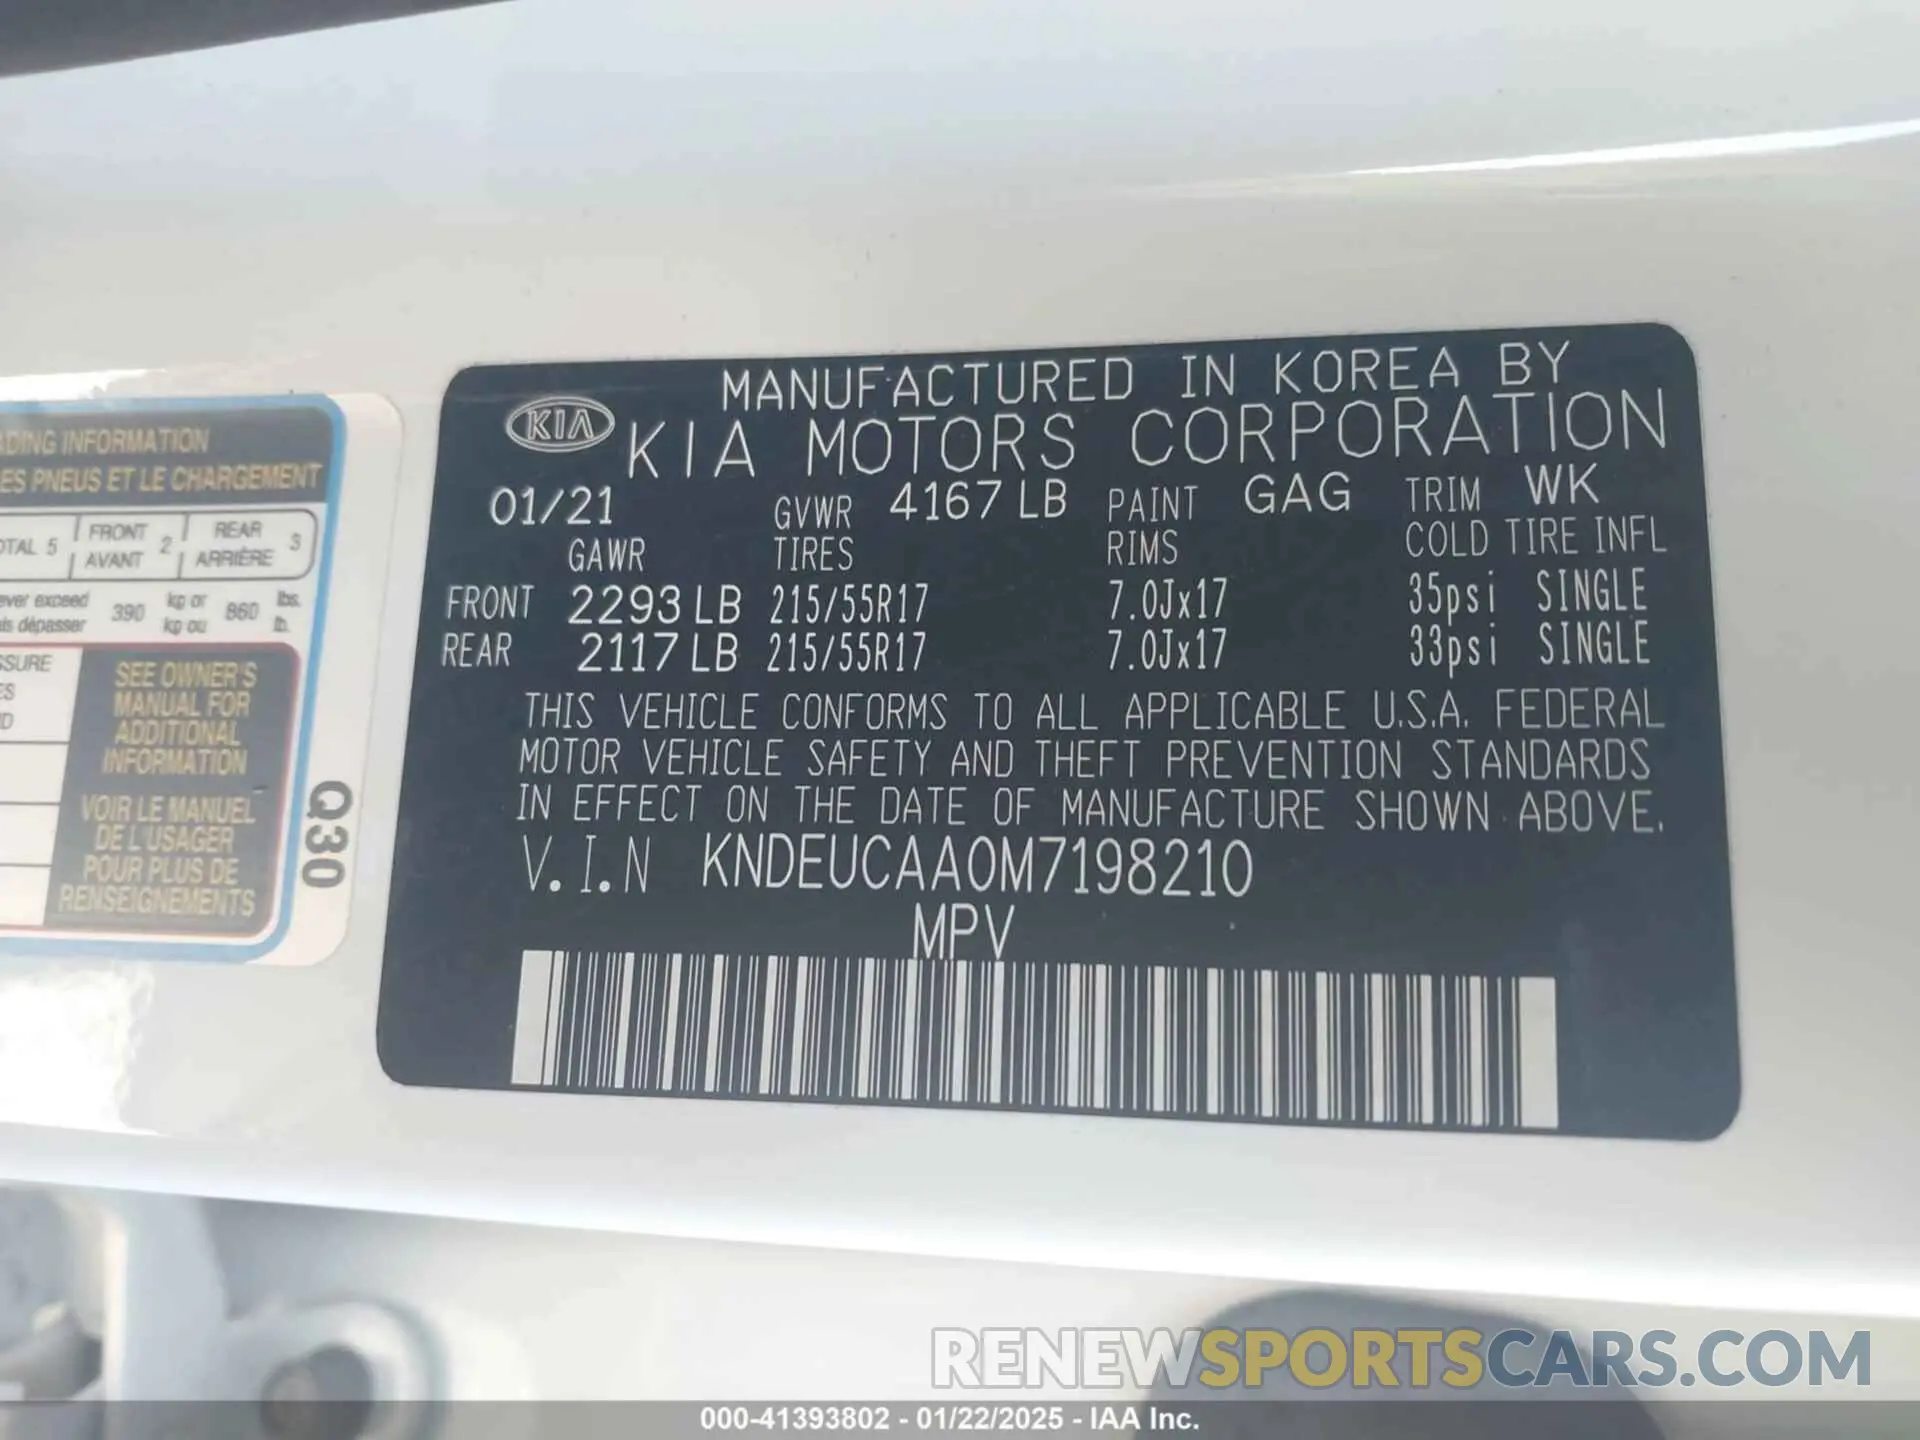 ADING INFORMATION
ES PNEUS ET LE CHARGEMENT
TOTAL 5 FRONT AVANT 2 REAR ARRIÈRE 3
ever exceed 390 kg or 860 lbs.
is dépasser kg ou lb.
SSURE
SEE OWNER'S
MANUAL FOR
ADDITIONAL
INFORMATION
VOIR LE MANUEL
DE L'USAGER
POUR PLUS DE
RENSEIGNEMENTS
Q30
MANUFACTURED IN KOREA BY
KIA KIA MOTORS CORPORATION
01/21 GVWR 4167 LB PAINT GAG TRIM WK
GAWR TIRES RIMS COLD TIRE INFL
FRONT 2293 LB 215/55R17 7.0Jx17 35psi SINGLE
REAR 2117 LB 215/55R17 7.0Jx17 33psi SINGLE
THIS VEHICLE CONFORMS TO ALL APPLICABLE U.S.A. FEDERAL
MOTOR VEHICLE SAFETY AND THEFT PREVENTION STANDARDS
IN EFFECT ON THE DATE OF MANUFACTURE SHOWN ABOVE.
V.I.N KNDEUCAA0M7198210
MPV
RENEWSPORTSCARS.COM
000-41393802 - 01/22/2025 - IAA Inc.